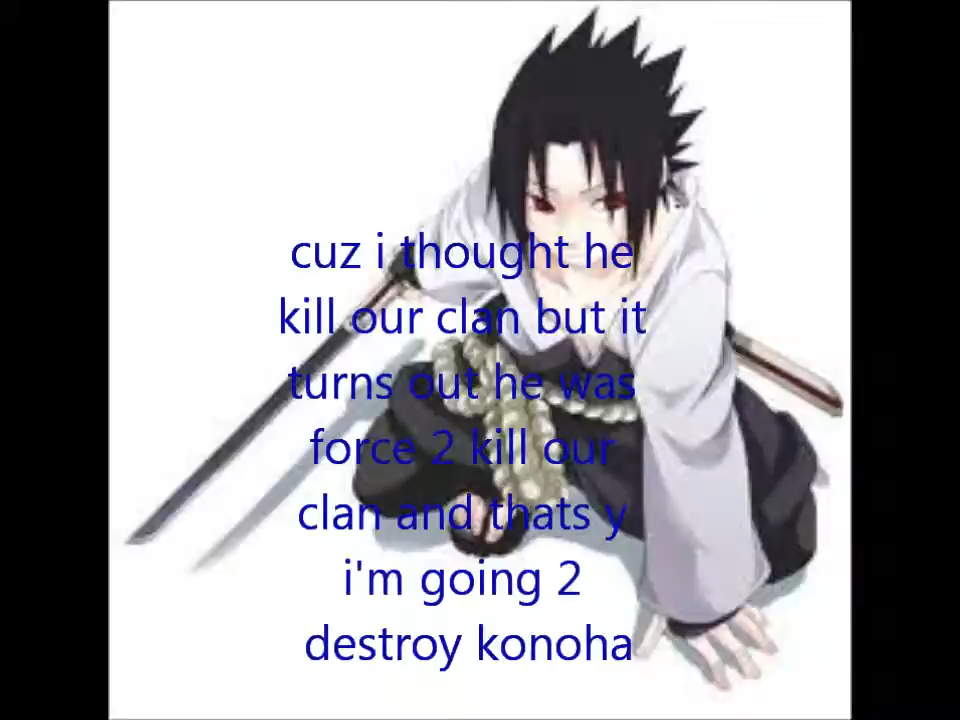 cuz i thought he
kill our clan but it
turns out he was
force 2 kill our
clan and thats y
i'm going 2
destroy konoha